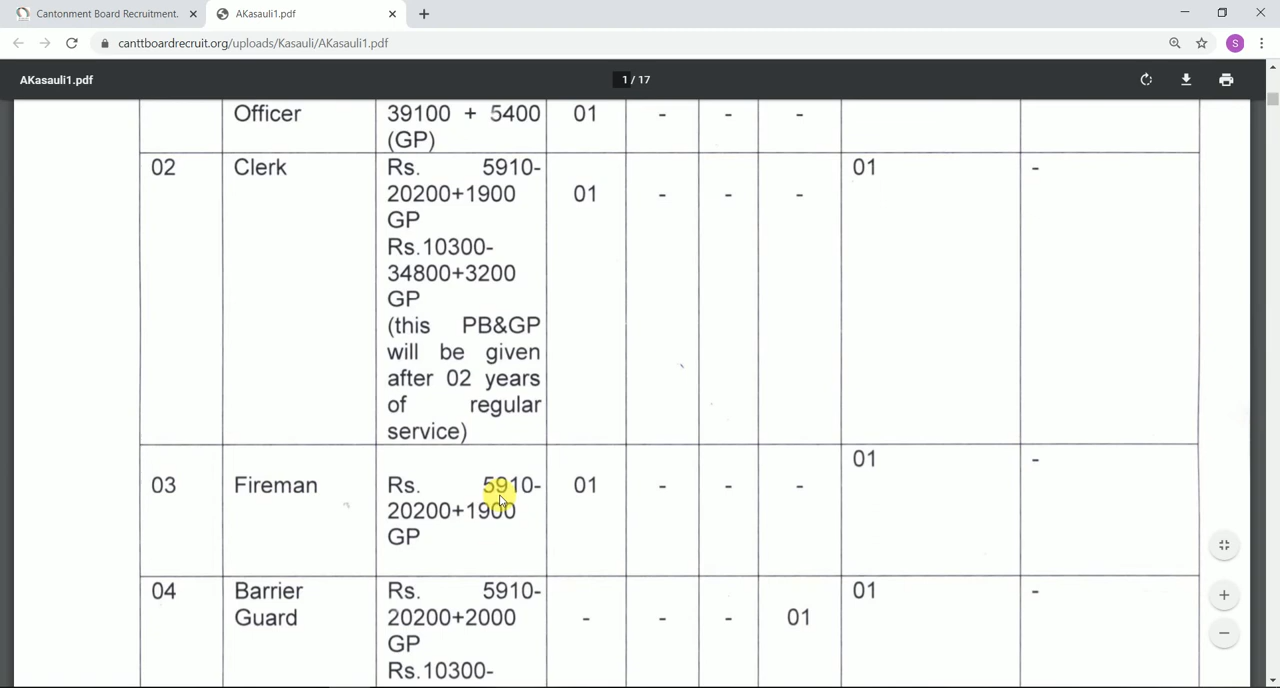 Cantonment Board Recruitment.
AKasauli1.pdf
canttboardrecruit.org/uploads/Kasauli/AKasauli1.pdf
S
AKasauli1.pdf
1 / 17
Officer 39100 + 5400 01 - - -
(GP)
02 Clerk Rs. 5910- 01 -
20200+1900 01 - - -
GP
Rs.10300-
34800+3200
GP
(this PB&GP
will be given
after 02 years
of regular
service)
01 -
03 Fireman Rs. 5910- 01 - - -
20200+1900
GP
04 Barrier Rs. 5910- 01 -
Guard 20200+2000 - - - 01
GP
Rs.10300-